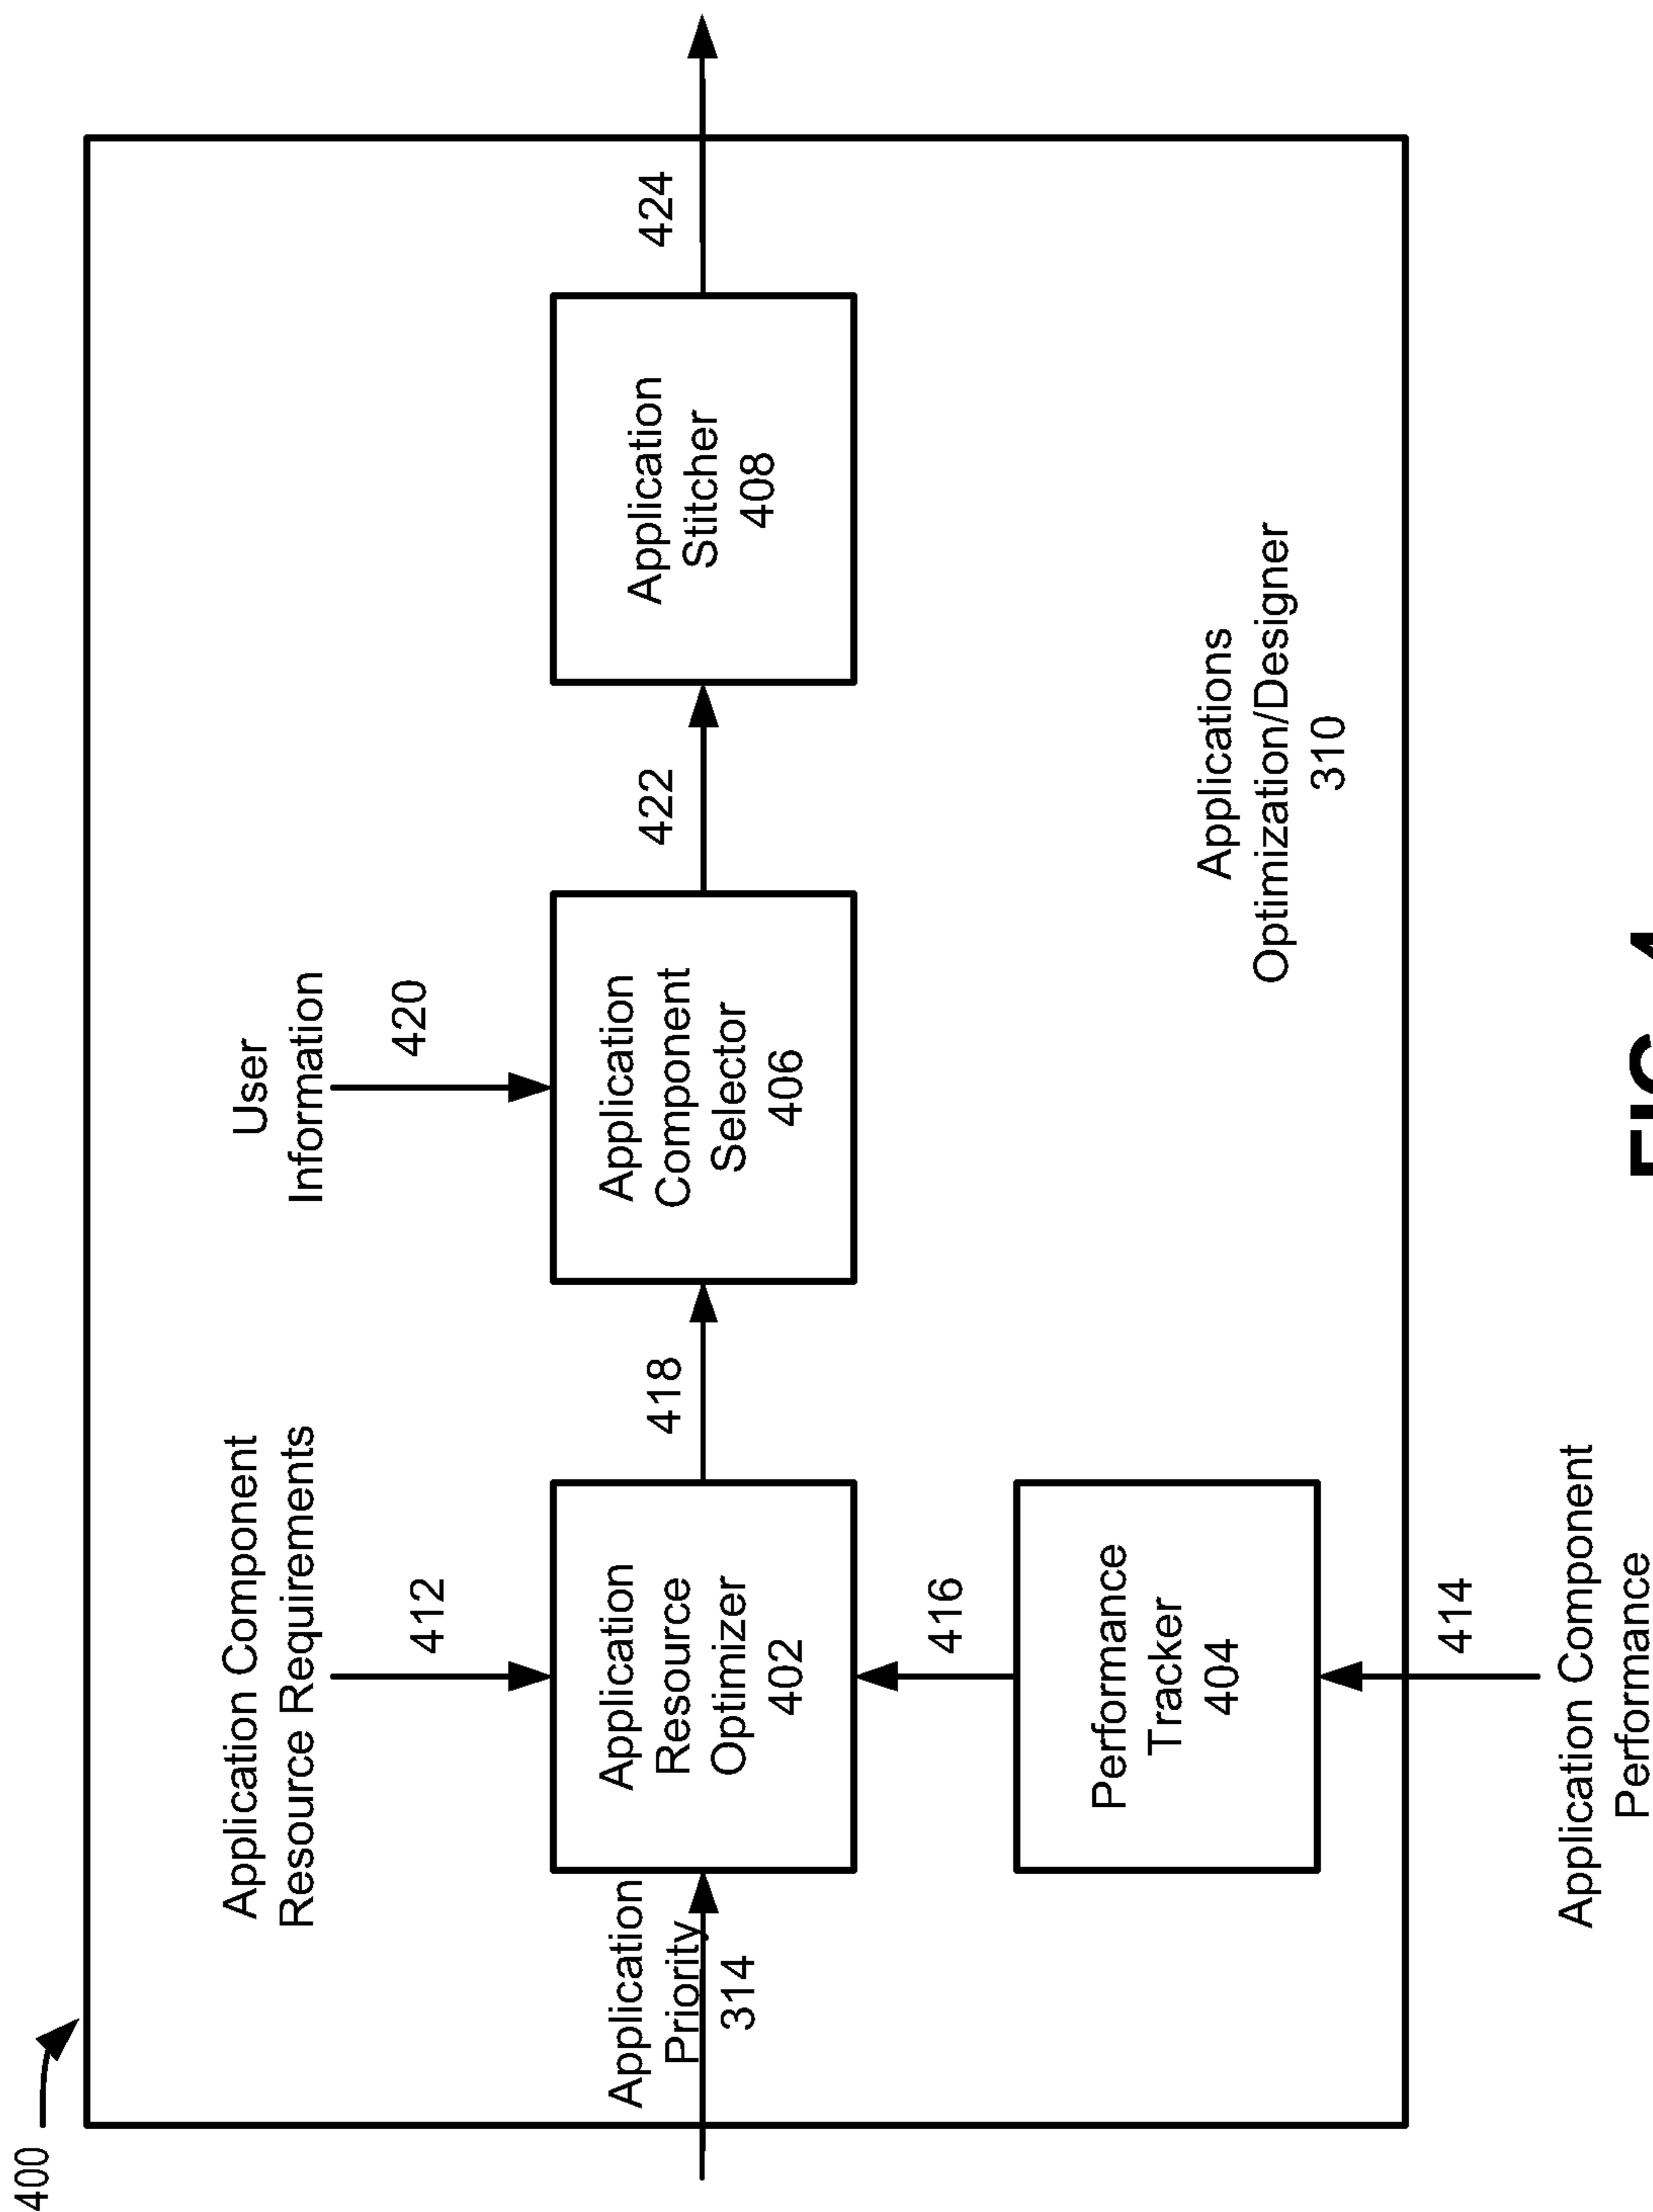 400
Application Component
Resource Requirements
412
User
Information
420
Application
Priority
314
Application
Resource
Optimizer
402
418
Application
Component
Selector
406
422
Application
Stitcher
408
424
416
Performance
Tracker
404
Applications
Optimization/Designer
310
414
Application Component
Performance